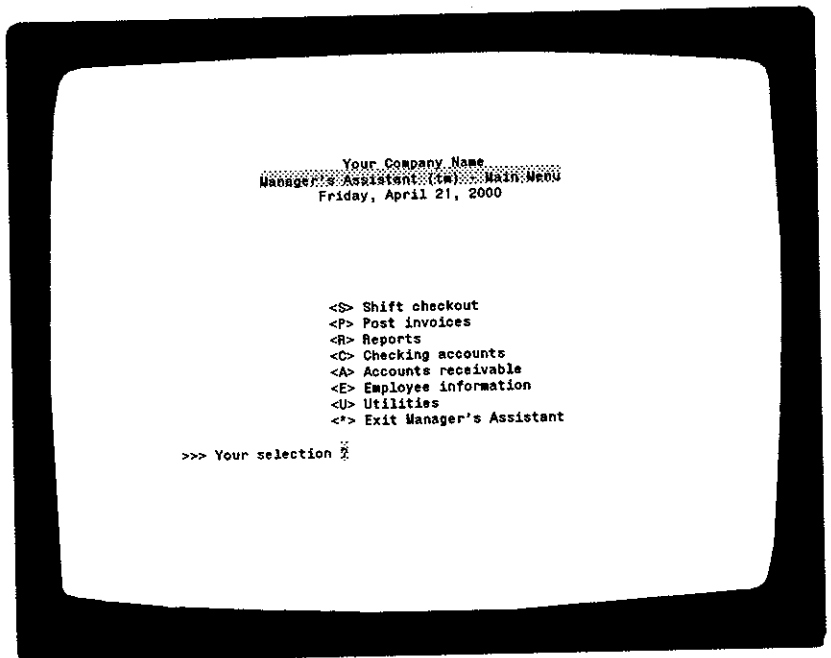 Your Company Name
Manager's Assistant (tm) - Main Menu
Friday, April 21, 2000
<S> Shift checkout
<P> Post invoices
<R> Reports
<C> Checking accounts
<A> Accounts receivable
<E> Employee information
<U> Utilities
<*> Exit Manager's Assistant
>>> Your selection